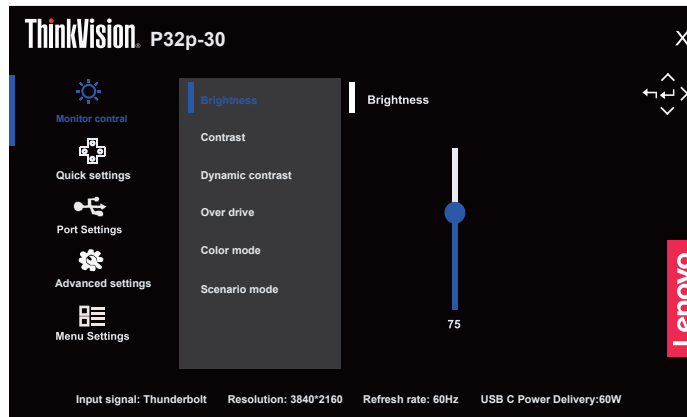 ThinkVision. P32p-30
X
Monitor contral
Quick settings
Port Settings
Advanced settings
Menu Settings
Brightness
Contrast
Dynamic contrast
Over drive
Color mode
Scenario mode
Brightness
75
Lenovo
Input signal: Thunderbolt Resolution: 3840*2160 Refresh rate: 60Hz USB C Power Delivery:60W